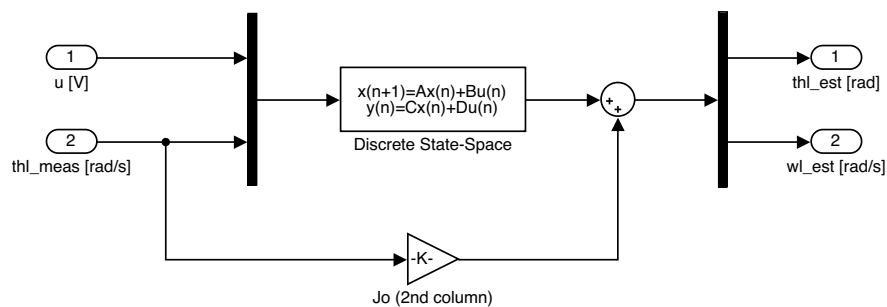 1
u [V]
2
thl_meas [rad/s]
x(n+1)=Ax(n)+Bu(n)
y(n)=Cx(n)+Du(n)
Discrete State-Space
-K-
Jo (2nd column)
+
+
1
thl_est [rad]
2
wl_est [rad/s]